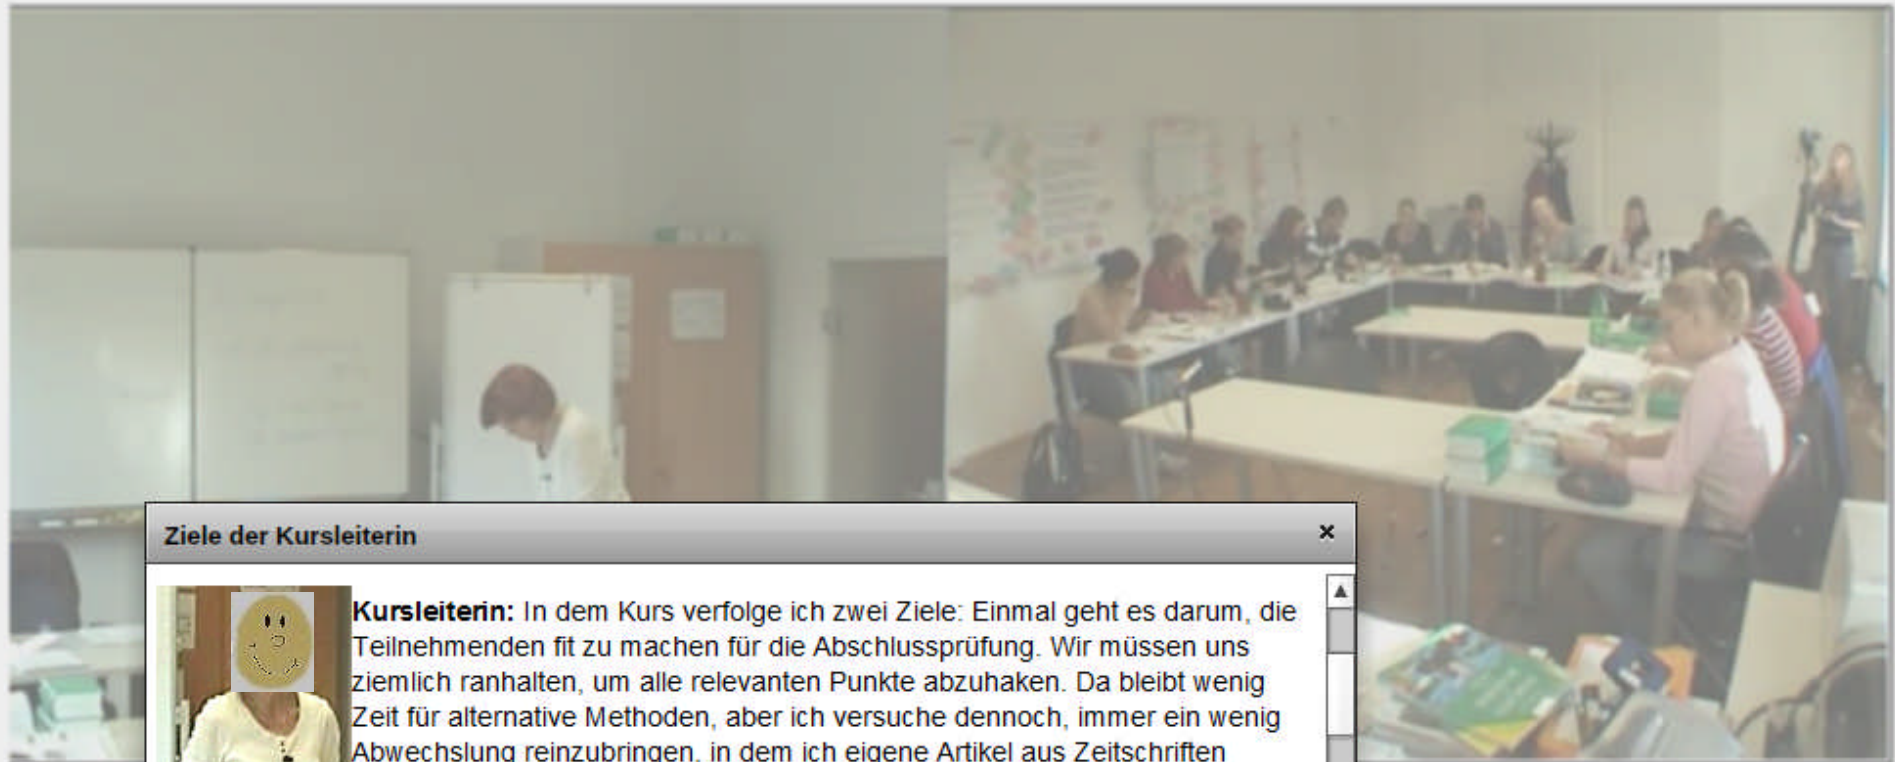 Ziele der Kursleiterin
Kursleiterin: In dem Kurs verfolge ich zwei Ziele: Einmal geht es darum, die
Teilnehmenden fit zu machen für die Abschlussprüfung. Wir müssen uns
ziemlich ranhalten, um alle relevanten Punkte abzuhaken. Da bleibt wenig
Zeit für alternative Methoden, aber ich versuche dennoch, immer ein wenig
Abwechslung reinzubringen, in dem ich eigene Artikel aus Zeitschriften